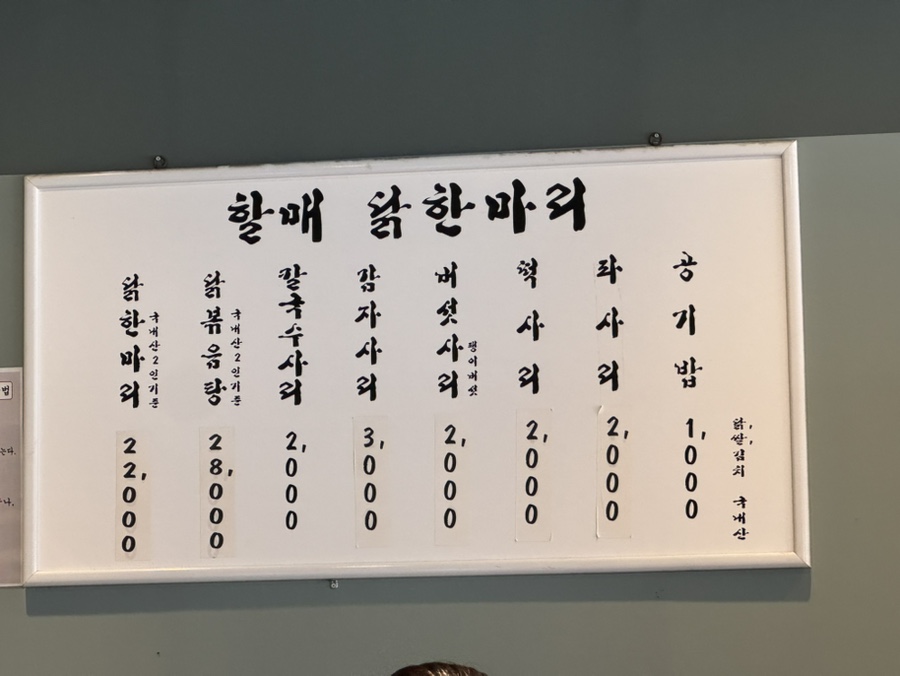 할매 닭한마리
닭한마리 국내산 2인기준 22,000
닭볶음탕 국내산 2인기준 28,000
칼국수사리 2,000
감자사리 3,000
버섯사리 팽이버섯 2,000
떡사리 2,000
라사리 2,000
공기밥 1,000
닭, 쌀, 김치 국내산
법
는다.
나.